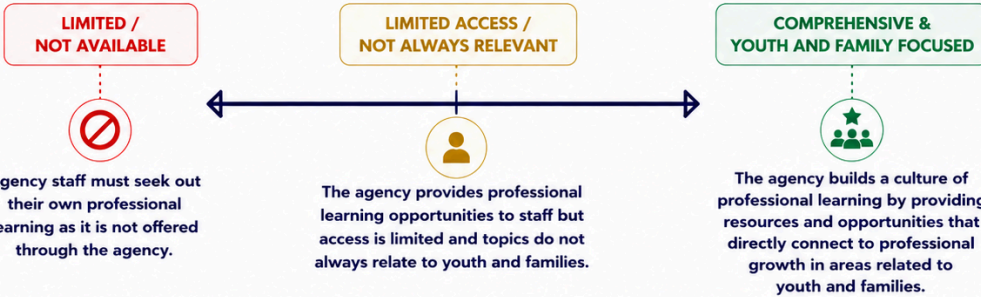 LIMITED /
NOT AVAILABLE
gency staff must seek out
their own professional
earning as it is not offered
through the agency.
LIMITED ACCESS /
NOT ALWAYS RELEVANT
The agency provides professional
learning opportunities to staff but
access is limited and topics do not
always relate to youth and families.
COMPREHENSIVE &
YOUTH AND FAMILY FOCUSED
The agency builds a culture of
professional learning by providing
resources and opportunities that
directly connect to professional
growth in areas related to
youth and families.